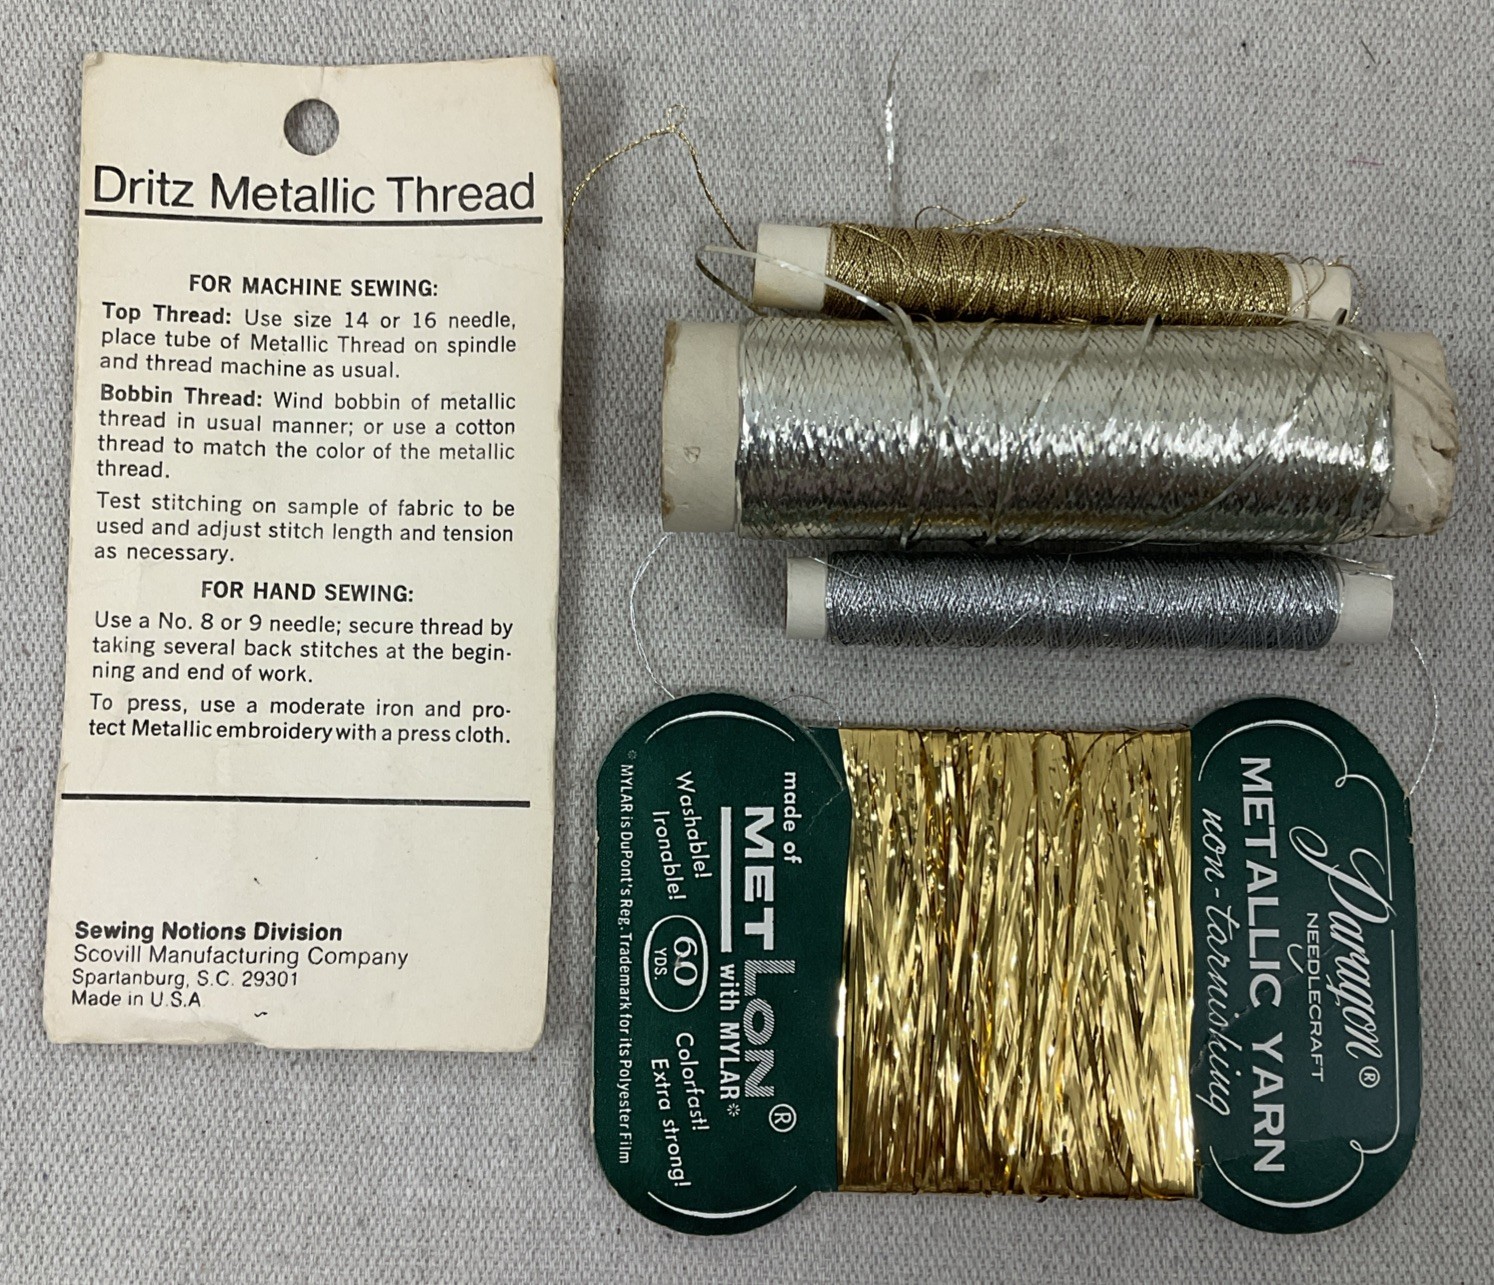 Dritz Metallic Thread
FOR MACHINE SEWING:
Top Thread: Use size 14 or 16 needle,
place tube of Metallic Thread on spindle
and thread machine as usual.
Bobbin Thread: Wind bobbin of metallic
thread in usual manner; or use a cotton
thread to match the color of the metallic
thread.
Test stitching on sample of fabric to be
used and adjust stitch length and tension
as necessary.
FOR HAND SEWING:
Use a No. 8 or 9 needle; secure thread by
taking several back stitches at the begin-
ning and end of work.
To press, use a moderate iron and pro-
tect Metallic embroidery with a press cloth.
Sewing Notions Division
Scovill Manufacturing Company
Spartanburg, S.C. 29301
Made in U.S.A
Paragon®
NEEDLECRAFT
METALLIC YARN
non-tarnishing
made of
METLON®
with MYLAR*
Washable!
Ironable!
60
YDS.
Colorfast!
Extra strong!
*MYLAR is DuPont's Reg. Trademark for its Polyester Film